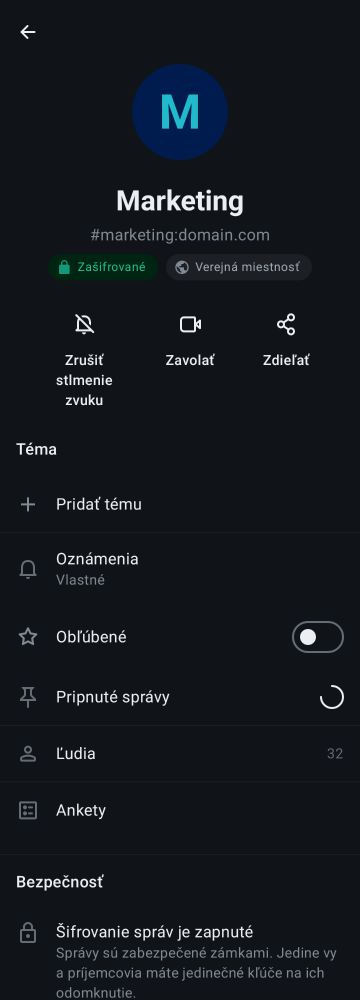 M
Marketing
#marketing:domain.com
Zašifrované
Verejná miestnosť
Zrušiť
stlmenie
zvuku
Zavolať
Zdieľať
Téma
Pridať tému
Oznámenia
Vlastné
Obľúbené
Pripnuté správy
Ľudia
32
Ankety
Bezpečnosť
Šifrovanie správ je zapnuté
Správy sú zabezpečené zámkami. Jedine vy
a príjemcovia máte jedinečné kľúče na ich
odomknutie.